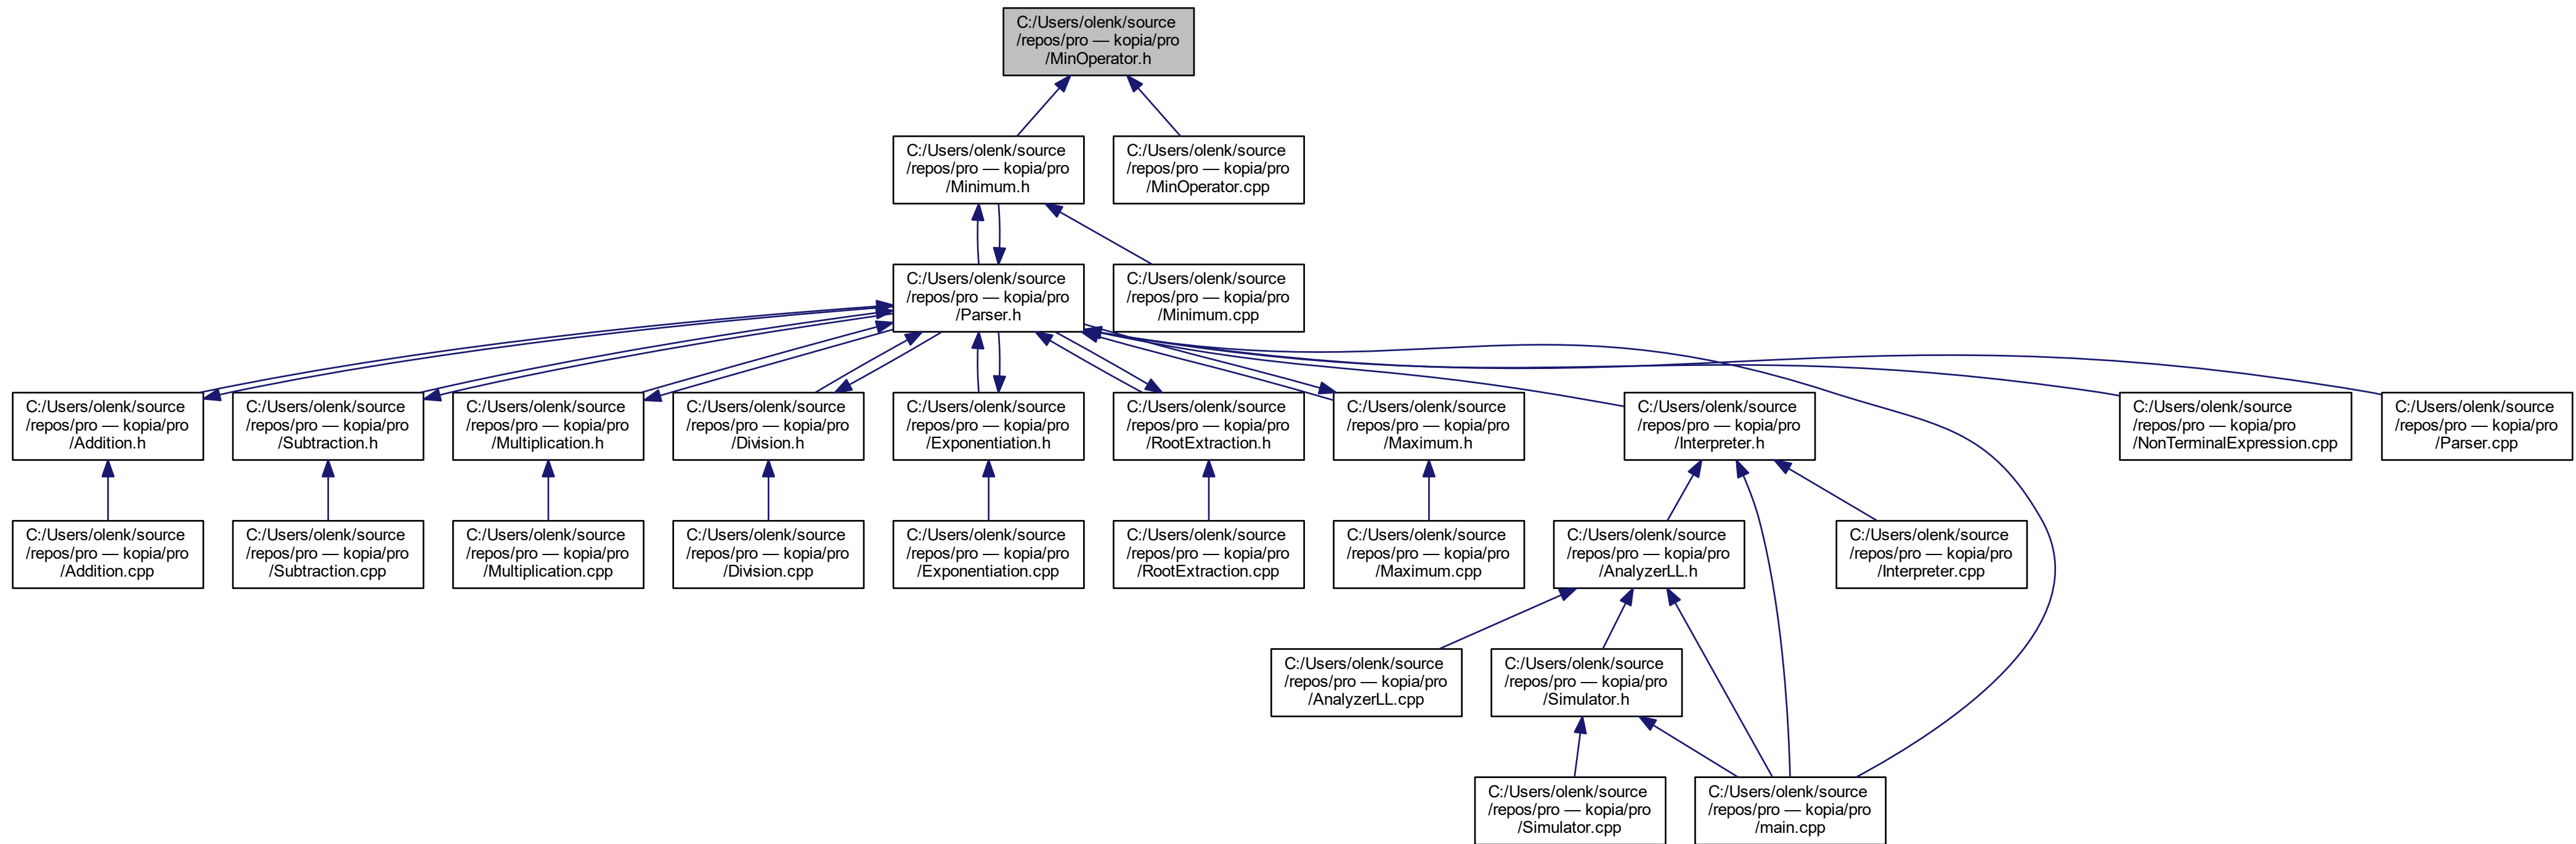 C:/Users/olenk/source
/repos/pro — kopia/pro
/MinOperator.h
C:/Users/olenk/source
/repos/pro — kopia/pro
/Minimum.h
C:/Users/olenk/source
/repos/pro — kopia/pro
/MinOperator.cpp
C:/Users/olenk/source
/repos/pro — kopia/pro
/Parser.h
C:/Users/olenk/source
/repos/pro — kopia/pro
/Minimum.cpp
C:/Users/olenk/source
/repos/pro — kopia/pro
/Addition.h
C:/Users/olenk/source
/repos/pro — kopia/pro
/Subtraction.h
C:/Users/olenk/source
/repos/pro — kopia/pro
/Multiplication.h
C:/Users/olenk/source
/repos/pro — kopia/pro
/Division.h
C:/Users/olenk/source
/repos/pro — kopia/pro
/Exponentiation.h
C:/Users/olenk/source
/repos/pro — kopia/pro
/RootExtraction.h
C:/Users/olenk/source
/repos/pro — kopia/pro
/Maximum.h
C:/Users/olenk/source
/repos/pro — kopia/pro
/Interpreter.h
C:/Users/olenk/source
/repos/pro — kopia/pro
/NonTerminalExpression.cpp
C:/Users/olenk/source
/repos/pro — kopia/pro
/Parser.cpp
C:/Users/olenk/source
/repos/pro — kopia/pro
/Addition.cpp
C:/Users/olenk/source
/repos/pro — kopia/pro
/Subtraction.cpp
C:/Users/olenk/source
/repos/pro — kopia/pro
/Multiplication.cpp
C:/Users/olenk/source
/repos/pro — kopia/pro
/Division.cpp
C:/Users/olenk/source
/repos/pro — kopia/pro
/Exponentiation.cpp
C:/Users/olenk/source
/repos/pro — kopia/pro
/RootExtraction.cpp
C:/Users/olenk/source
/repos/pro — kopia/pro
/Maximum.cpp
C:/Users/olenk/source
/repos/pro — kopia/pro
/AnalyzerLL.h
C:/Users/olenk/source
/repos/pro — kopia/pro
/Interpreter.cpp
C:/Users/olenk/source
/repos/pro — kopia/pro
/AnalyzerLL.cpp
C:/Users/olenk/source
/repos/pro — kopia/pro
/Simulator.h
C:/Users/olenk/source
/repos/pro — kopia/pro
/Simulator.cpp
C:/Users/olenk/source
/repos/pro — kopia/pro
/main.cpp